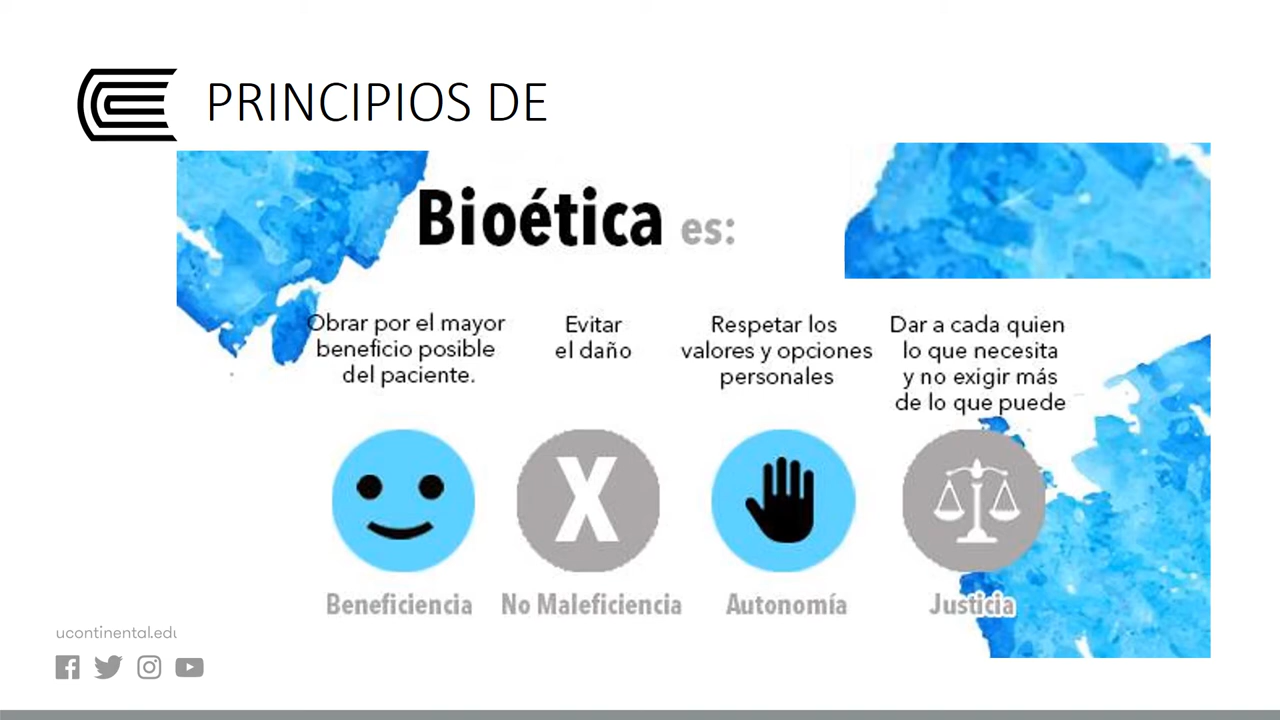 PRINCIPIOS DE
Bioética es:
Obrar por el mayor
beneficio posible
del paciente.
Evitar
el daño
Respetar los
valores y opciones
personales
Dar a cada quien
lo que necesita
y no exigir más
de lo que puede
X
Beneficiencia
No Maleficiencia
Autonomía
Justicia
ucontinental.edu